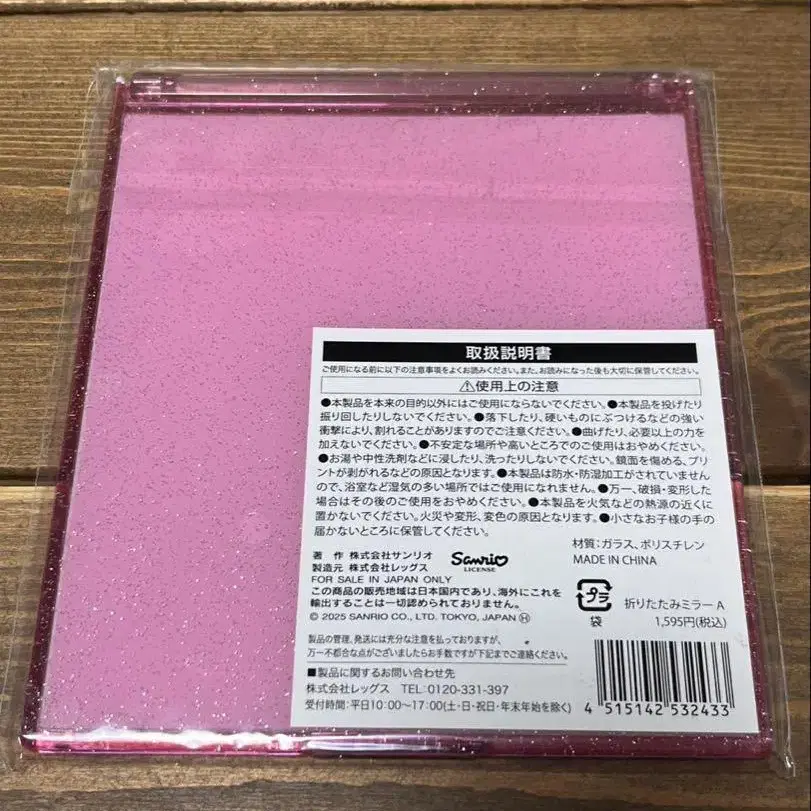 取扱説明書
ご使用になる前に以下の注意事項をよくお読みください。また、お読みになった後も大切に保管してください。
⚠使用上の注意
●本製品を本来の目的以外にはご使用にならないでください。●本製品を投げたり
振り回したりしないでください。●落下したり、硬いものにぶつけるなどの強い
衝撃により、割れることがありますのでご注意ください。●曲げたり、必要以上の力を
加えないでください。●不安定な場所や高いところでのご使用はおやめください。
●お湯や中性洗剤などに浸したり、洗ったりしないでください。鏡面を傷める、プリ
ントが剥がれるなどの原因となります。●本製品は防水・防湿加工がされていません
ので、浴室など湿気の多い場所ではご使用になれません。●万一、破損・変形した
場合はその後のご使用をおやめください。●本製品を火気などの熱源の近くに
置かないでください。火災や変形、変色の原因となります。●小さなお子様の手の
届かないところに保管してください。
著 作 株式会社サンリオ
製造元 株式会社レッグス
Sanrio
LICENSE
材質:ガラス、ポリスチレン
MADE IN CHINA
FOR SALE IN JAPAN ONLY
この商品の販売地域は日本国内であり、海外にこれを
輸出することは一切認められておりません。
© 2025 SANRIO CO., LTD. TOKYO, JAPAN Ⓗ
プラ
袋
折りたたみミラー A
1,595円(税込)
製品の管理、発送には充分な注意を払っておりますが、
万一不都合な点がございましたらお手数ですが下記までご連絡ください。
■製品に関するお問い合わせ先
株式会社レッグス TEL:0120-331-397
受付時間:平日10:00〜17:00(土・日・祝日・年末年始を除く)
4 515142 532433